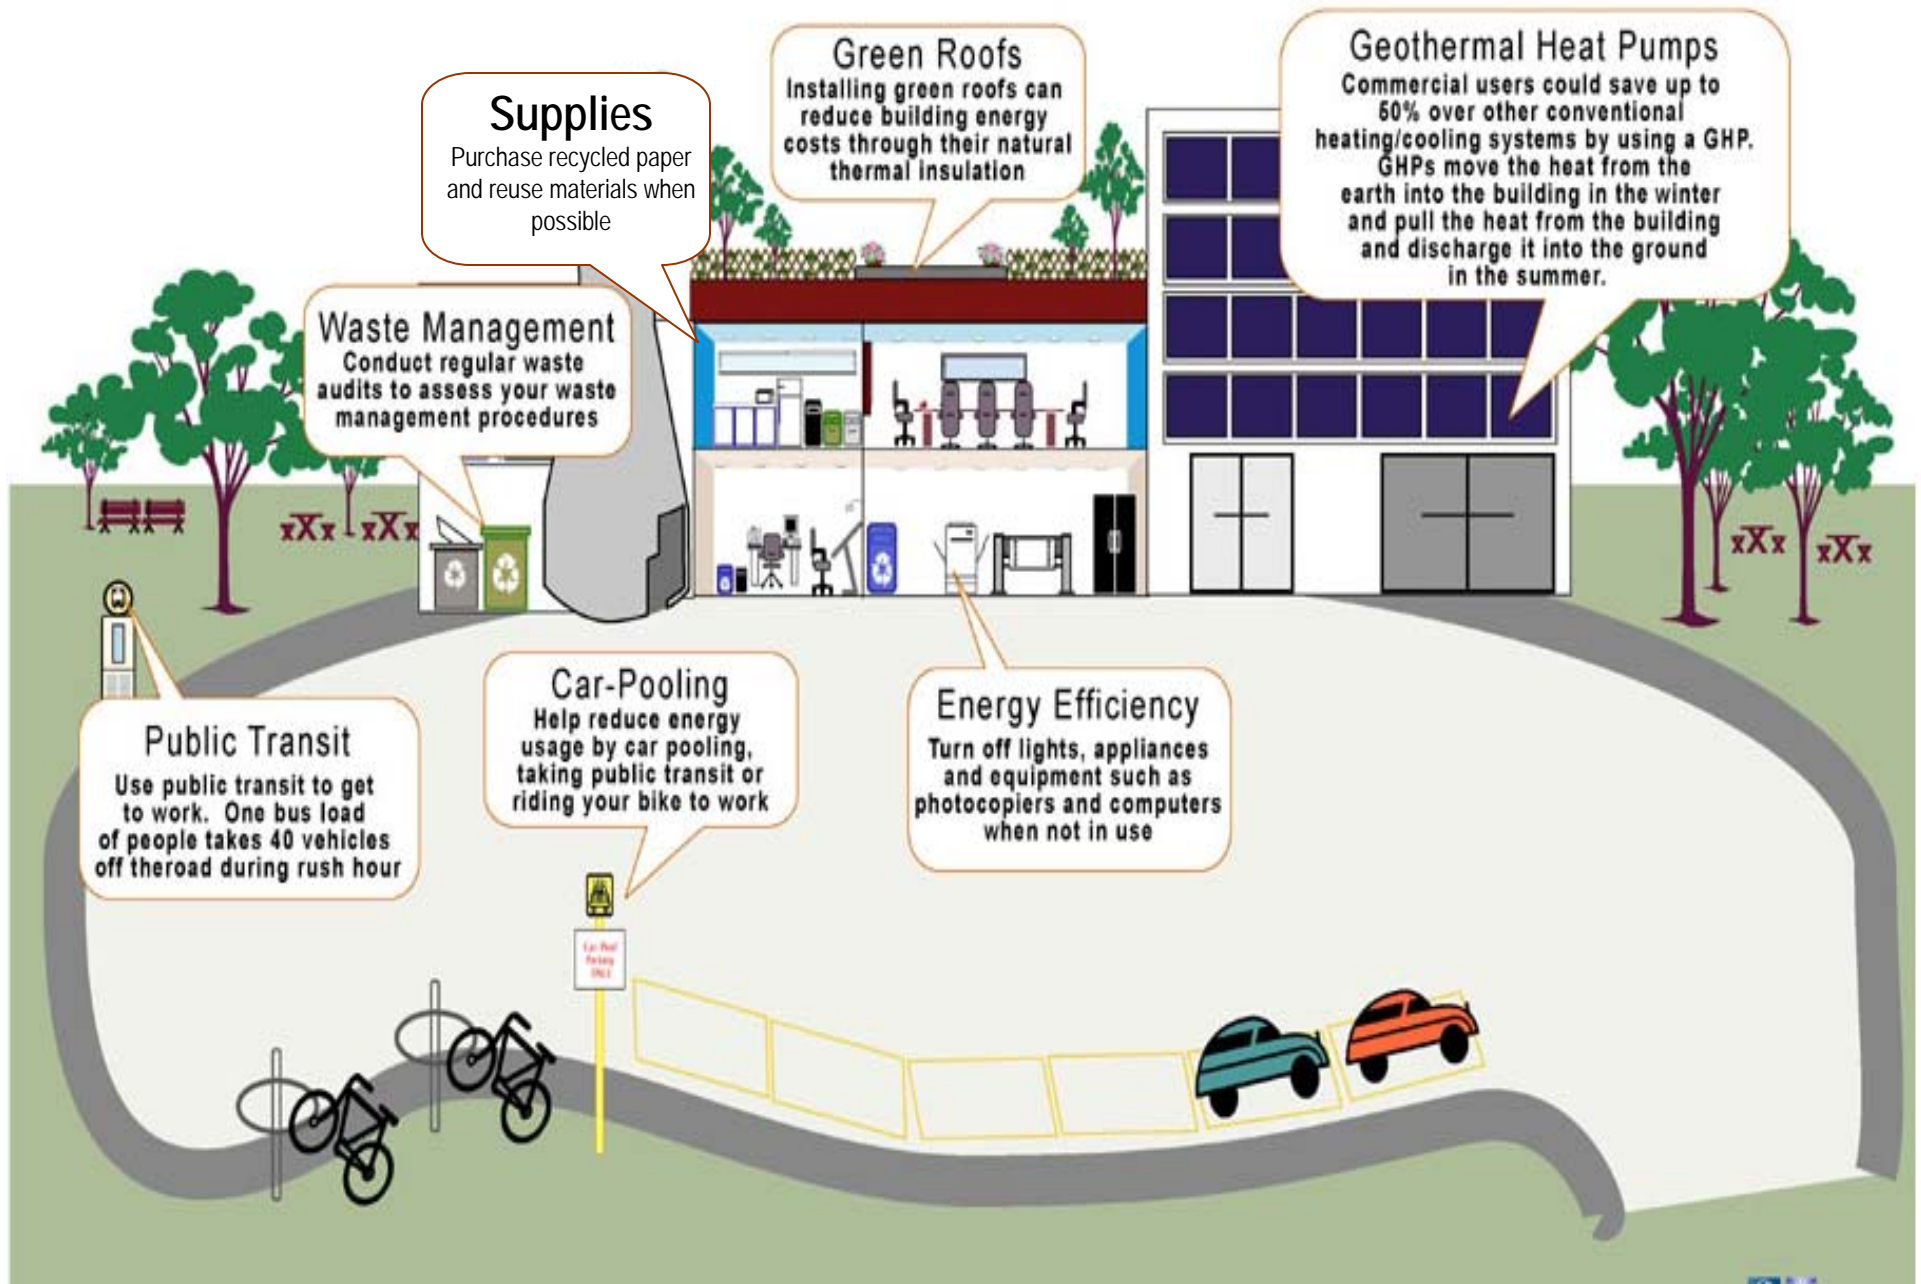 Green Roofs
Installing green roofs can
reduce building energy
costs through their natural
thermal insulation
Geothermal Heat Pumps
Commercial users could save up to
50% over other conventional
heating/cooling systems by using a GHP.
GHPs move the heat from the
earth into the building in the winter
and pull the heat from the building
and discharge it into the ground
in the summer.
Supplies
Purchase recycled paper
and reuse materials when
possible
Waste Management
Conduct regular waste
audits to assess your waste
management procedures
Public Transit
Use public transit to get
to work. One bus load
of people takes 40 vehicles
off theroad during rush hour
Car-Pooling
Help reduce energy
usage by car pooling,
taking public transit or
riding your bike to work
Energy Efficiency
Turn off lights, appliances
and equipment such as
photocopiers and computers
when not in use
Car Pool
Parking
ONLY